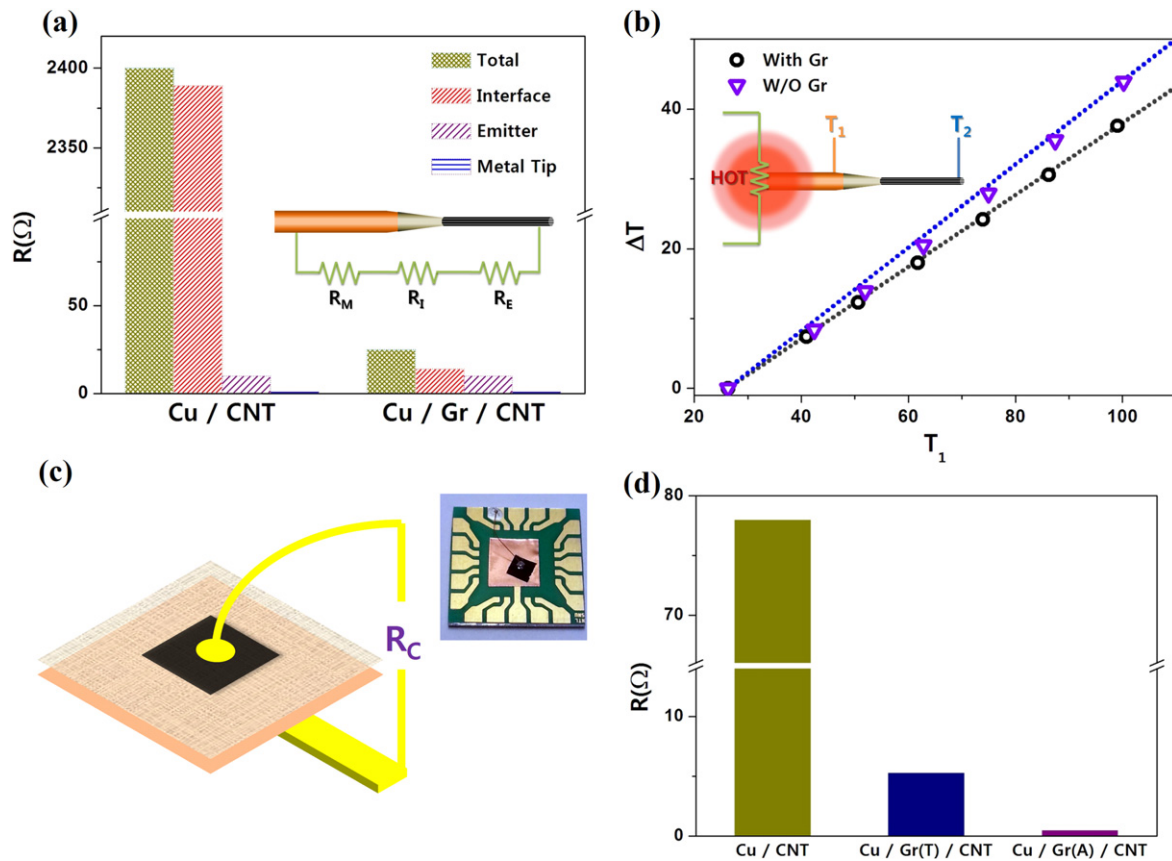 (a)
R(Ω)
2400
2350
50
0
Total
Interface
Emitter
Metal Tip
R_M
R_I
R_E
Cu / CNT
Cu / Gr / CNT
(b)
ΔT
40
20
0
With Gr
W/O Gr
HOT
T_1
T_2
20
40
60
80
100
T_1
(c)
R_C
(d)
R(Ω)
80
70
10
0
Cu / CNT
Cu / Gr(T) / CNT
Cu / Gr(A) / CNT